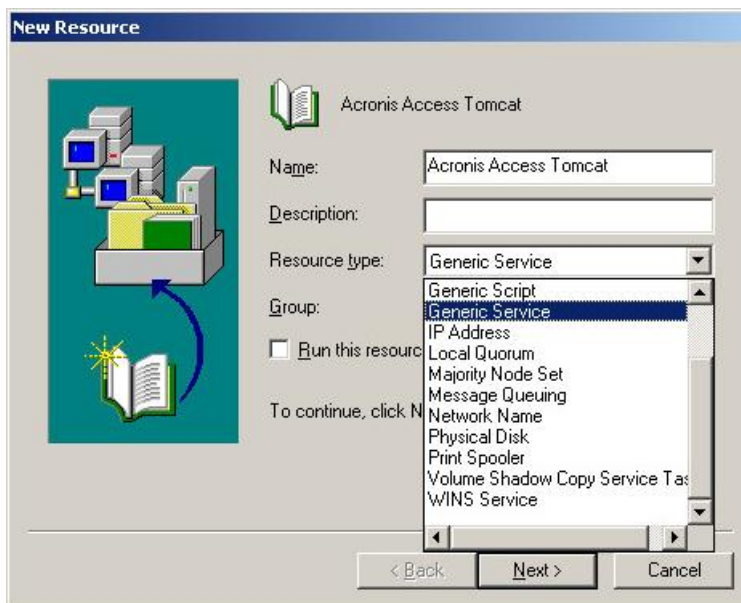 New Resource
Acronis Access Tomcat
Name:
Acronis Access Tomcat
Description:
Resource type:
Generic Service
Group:
Run this resourc
To continue, click N
Generic Script
Generic Service
IP Address
Local Quorum
Majority Node Set
Message Queuing
Network Name
Physical Disk
Print Spooler
Volume Shadow Copy Service Tas
WINS Service
< Back
Next >
Cancel